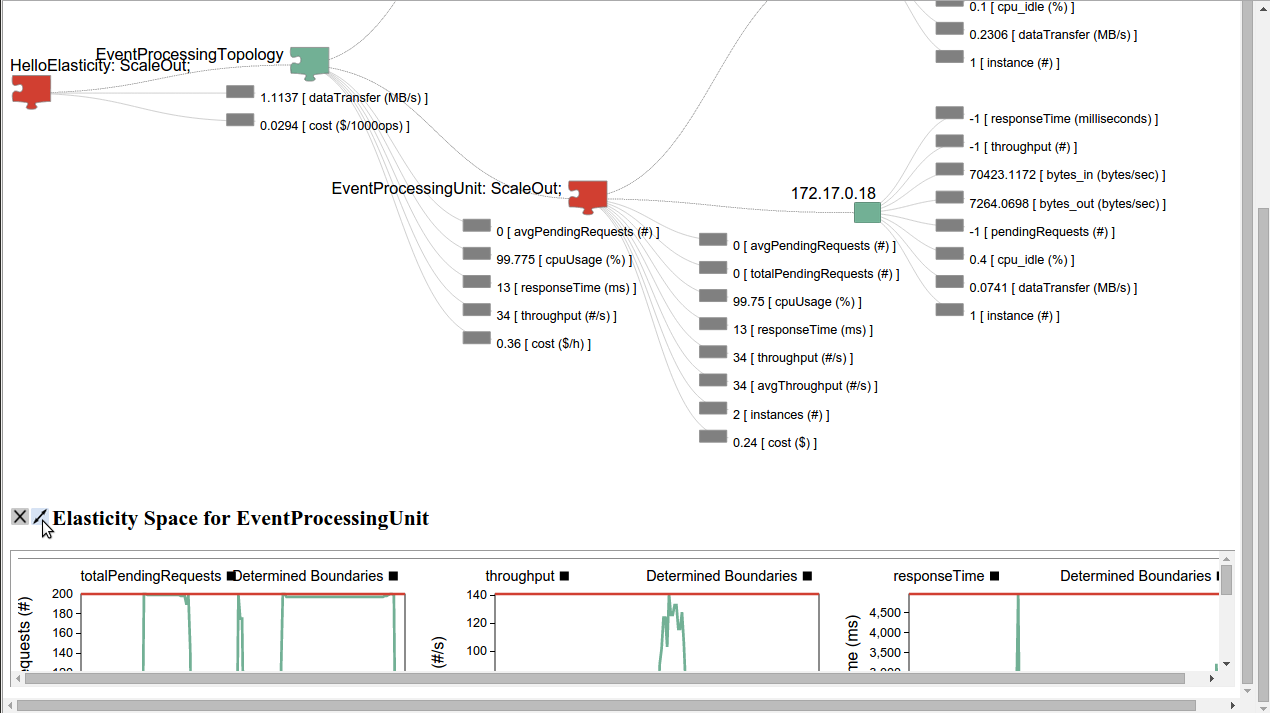 0.1 [ cpu_idle (%) ]
0.2306 [ dataTransfer (MB/s) ]
1 [ instance (#) ]
EventProcessingTopology
HelloElasticity: ScaleOut;
1.1137 [ dataTransfer (MB/s) ]
0.0294 [ cost ($/1000ops) ]
EventProcessingUnit: ScaleOut;
0 [ avgPendingRequests (#) ]
99.775 [ cpuUsage (%) ]
13 [ responseTime (ms) ]
34 [ throughput (#/s) ]
0.36 [ cost ($/h) ]
0 [ avgPendingRequests (#) ]
0 [ totalPendingRequests (#) ]
99.75 [ cpuUsage (%) ]
13 [ responseTime (ms) ]
34 [ throughput (#/s) ]
34 [ avgThroughput (#/s) ]
2 [ instances (#) ]
0.24 [ cost ($) ]
172.17.0.18
-1 [ responseTime (milliseconds) ]
-1 [ throughput (#) ]
70423.1172 [ bytes_in (bytes/sec) ]
7264.0698 [ bytes_out (bytes/sec) ]
-1 [ pendingRequests (#) ]
0.4 [ cpu_idle (%) ]
0.0741 [ dataTransfer (MB/s) ]
1 [ instance (#) ]
Elasticity Space for EventProcessingUnit
totalPendingRequests
Determined Boundaries
200
180
160
140
120
quests (#)
throughput
Determined Boundaries
140
120
100
(#/s)
responseTime
Determined Boundaries
4,500
4,000
3,500
3,000
me (ms)